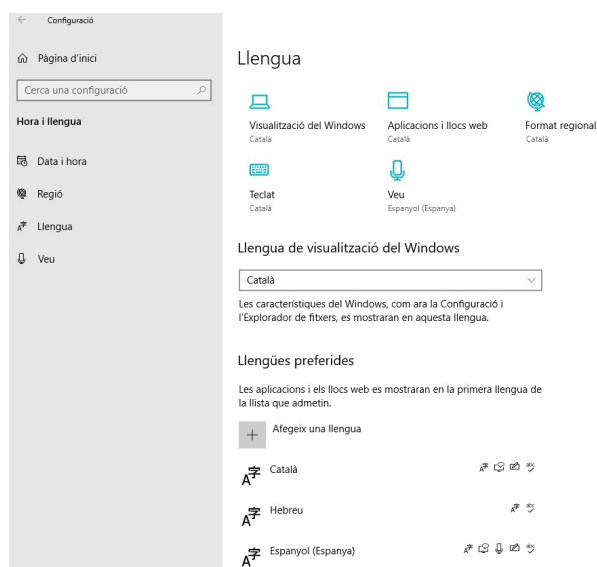 Configuració
Pàgina d'inici
Cerca una configuració
Hora i llengua
Data i hora
Regió
Llengua
Veu
Llengua
Visualització del Windows
Català
Aplicacions i llocs web
Català
Format regional
Català
Teclat
Català
Veu
Espanyol (Espanya)
Llengua de visualització del Windows
Català
Les característiques del Windows, com ara la Configuració i
l'Explorador de fitxers, es mostraran en aquesta llengua.
Llengües preferides
Les aplicacions i els llocs web es mostraran en la primera llengua de
la llista que admetin.
Afegeix una llengua
Català
Hebreu
Espanyol (Espanya)